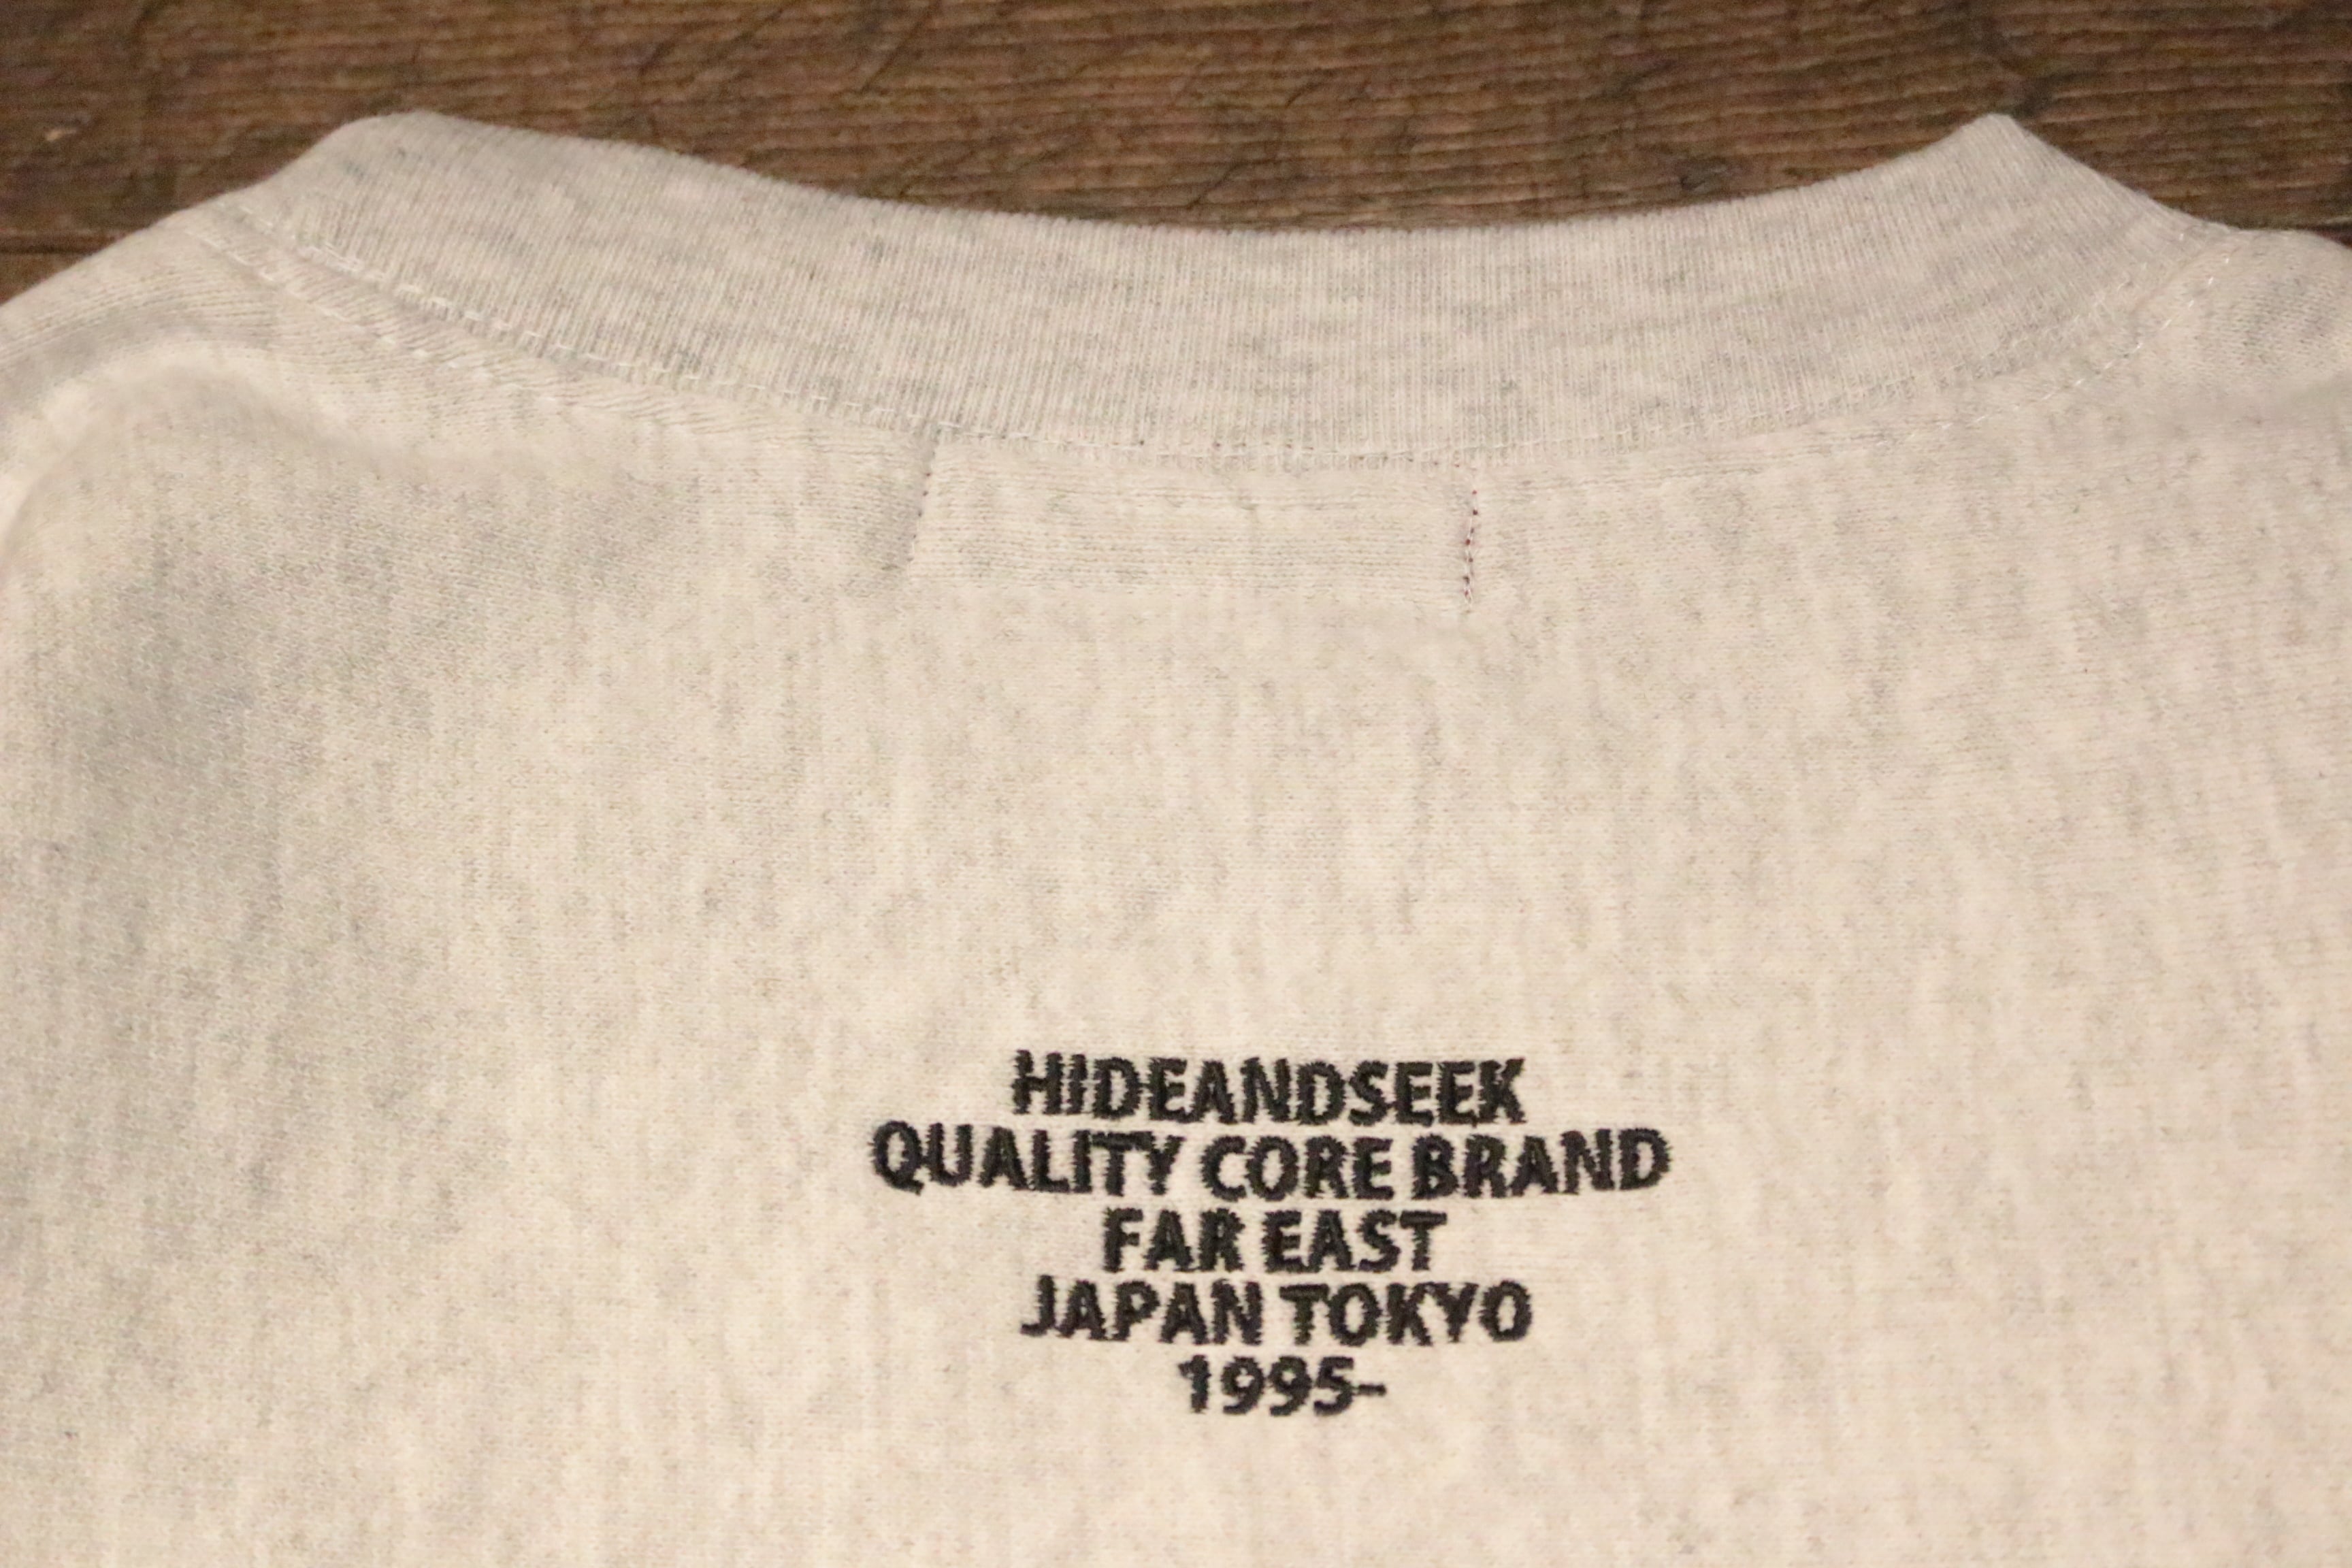 HIDEANDSEEK
QUALITY CORE BRAND
FAR EAST
JAPAN TOKYO
1995-